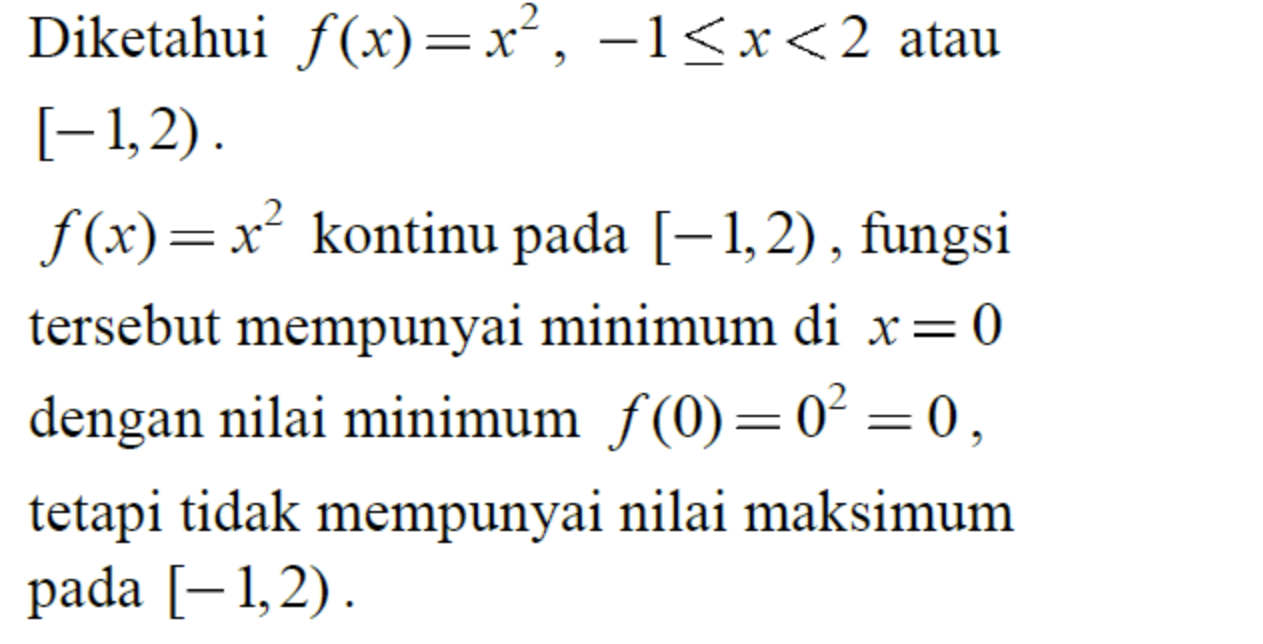 Diketahui f(x) = x², −1 ≤ x < 2 atau
[−1, 2).
f(x) = x² kontinu pada [−1, 2), fungsi
tersebut mempunyai minimum di x = 0
dengan nilai minimum f(0) = 0² = 0,
tetapi tidak mempunyai nilai maksimum
pada [−1, 2).